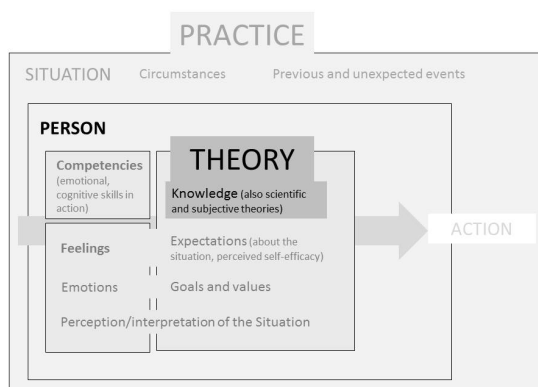 PRACTICE
SITUATION Circumstances Previous and unexpected events
PERSON
Competencies
(emotional,
cognitive skills in
action)
THEORY
Knowledge (also scientific
and subjective theories)
Feelings
Expectations (about the
situation, perceived self-efficacy)
ACTION
Emotions
Goals and values
Perception/interpretation of the Situation